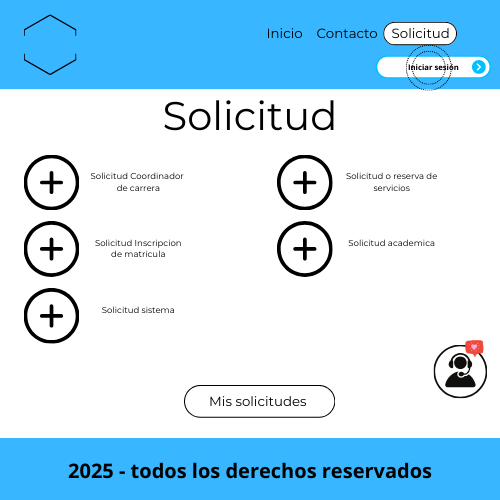 Inicio Contacto Solicitud
Iniciar sesión
Solicitud
Solicitud Coordinador
de carrera
Solicitud o reserva de
servicios
Solicitud Inscripcion
de matricula
Solicitud academica
Solicitud sistema
Mis solicitudes
2025 - todos los derechos reservados